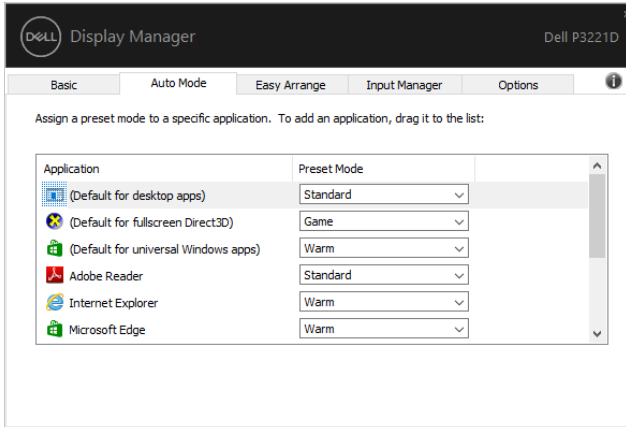 DELL Display Manager Dell P3221D
Basic Auto Mode Easy Arrange Input Manager Options
Assign a preset mode to a specific application. To add an application, drag it to the list:
Application Preset Mode
(Default for desktop apps) Standard
(Default for fullscreen Direct3D) Game
(Default for universal Windows apps) Warm
Adobe Reader Standard
Internet Explorer Warm
Microsoft Edge Warm